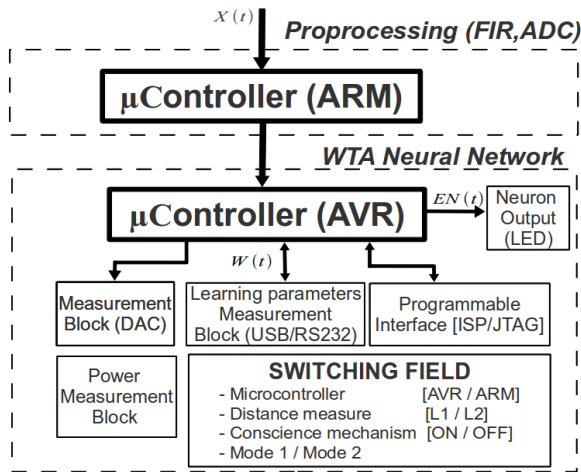 X(t)
Proprocessing (FIR,ADC)
μController (ARM)
WTA Neural Network
μController (AVR)
EN(t)
Neuron
Output
(LED)
W(t)
Measurement
Block (DAC)
Learning parameters
Measurement
Block (USB/RS232)
Programmable
Interface [ISP/JTAG]
Power
Measurement
Block
SWITCHING FIELD
- Microcontroller [AVR / ARM]
- Distance measure [L1 / L2]
- Conscience mechanism [ON / OFF]
- Mode 1 / Mode 2